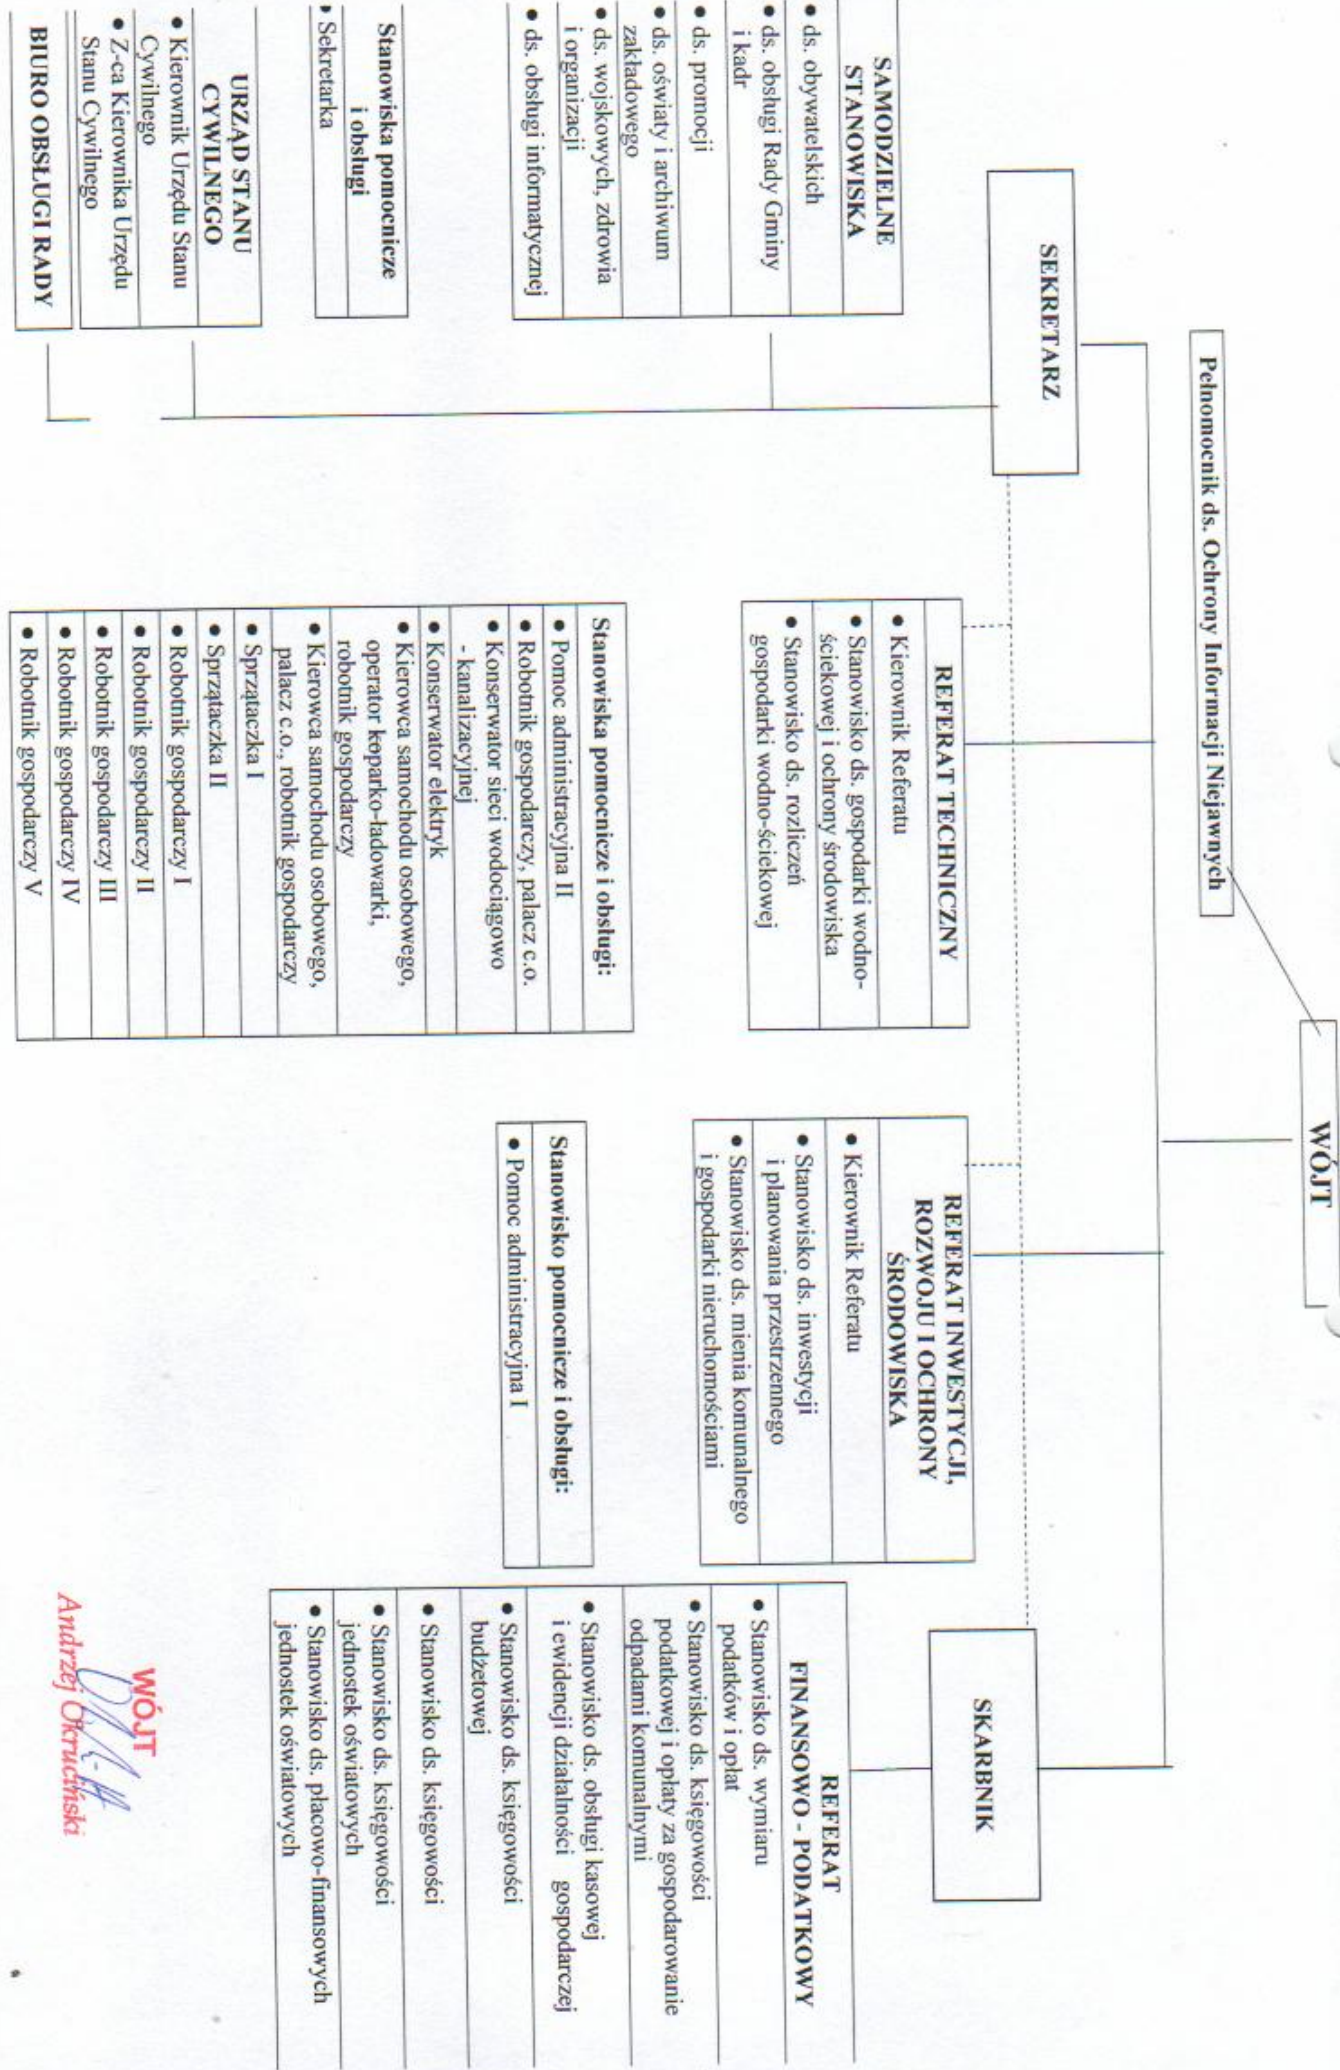 WÓJT
Pełnomocnik ds. Ochrony Informacji Niejawnych
SEKRETARZ
SKARBNIK
SAMODZIELNE
STANOWISKA
• ds. obywatelskich
• ds. obsługi Rady Gminy
i kadr
• ds. promocji
• ds. oświaty i archiwum
zakładowego
• ds. wojskowych, zdrowia
i organizacji
• ds. obsługi informatycznej
Stanowiska pomocnicze
i obsługi
• Sekretarka
URZĄD STANU
CYWILNEGO
• Kierownik Urzędu Stanu
Cywilnego
• Z-ca Kierownika Urzędu
Stanu Cywilnego
BIURO OBSŁUGI RADY
REFERAT TECHNICZNY
• Kierownik Referatu
• Stanowisko ds. gospodarki wodno-
ściekowej i ochrony środowiska
• Stanowisko ds. rozliczeń
gospodarki wodno-ściekowej
Stanowiska pomocnicze i obsługi:
• Pomoc administracyjna II
• Robotnik gospodarczy, palacz c.o.
• Konserwator sieci wodociągowo
- kanalizacyjnej
• Konserwator elektryk
• Kierowca samochodu osobowego,
operator koparko-ładowarki,
robotnik gospodarczy
• Kierowca samochodu osobowego,
palacz c.o., robotnik gospodarczy
• Sprzątaczka I
• Sprzątaczka II
• Robotnik gospodarczy I
• Robotnik gospodarczy II
• Robotnik gospodarczy III
• Robotnik gospodarczy IV
• Robotnik gospodarczy V
REFERAT INWESTYCJI,
ROZWOJU I OCHRONY
ŚRODOWISKA
• Kierownik Referatu
• Stanowisko ds. inwestycji
i planowania przestrzennego
• Stanowisko ds. mienia komunalnego
i gospodarki nieruchomościami
Stanowisko pomocnicze i obsługi:
• Pomoc administracyjna I
REFERAT
FINANSOWO - PODATKOWY
• Stanowisko ds. wymiaru
podatków i opłat
• Stanowisko ds. księgowości
podatkowej i opłaty za gospodarowanie
odpadami komunalnymi
• Stanowisko ds. obsługi kasowej
i ewidencji działalności gospodarczej
• Stanowisko ds. księgowości
budżetowej
• Stanowisko ds. księgowości
• Stanowisko ds. księgowości
jednostek oświatowych
• Stanowisko ds. płacowo-finansowych
jednostek oświatowych
WÓJT
Andrzej Okruciński